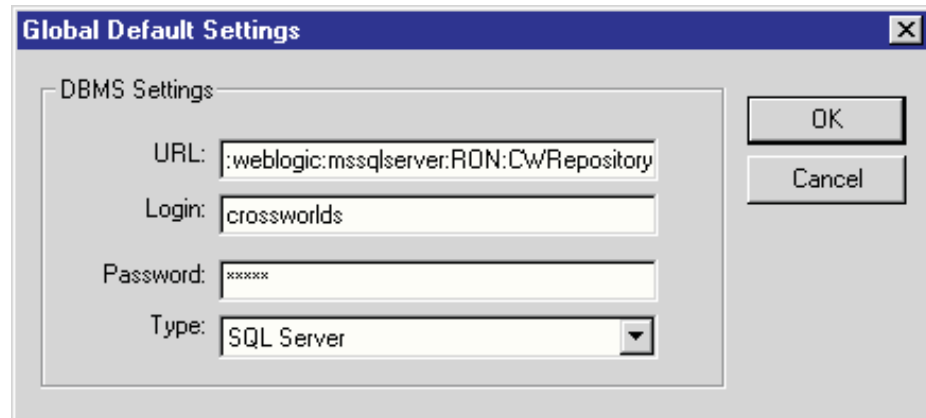 Global Default Settings
DBMS Settings
URL: :weblogic:mssqlserver:RON:CWRepository
Login: crossworlds
Password: *****
Type: SQL Server
OK
Cancel